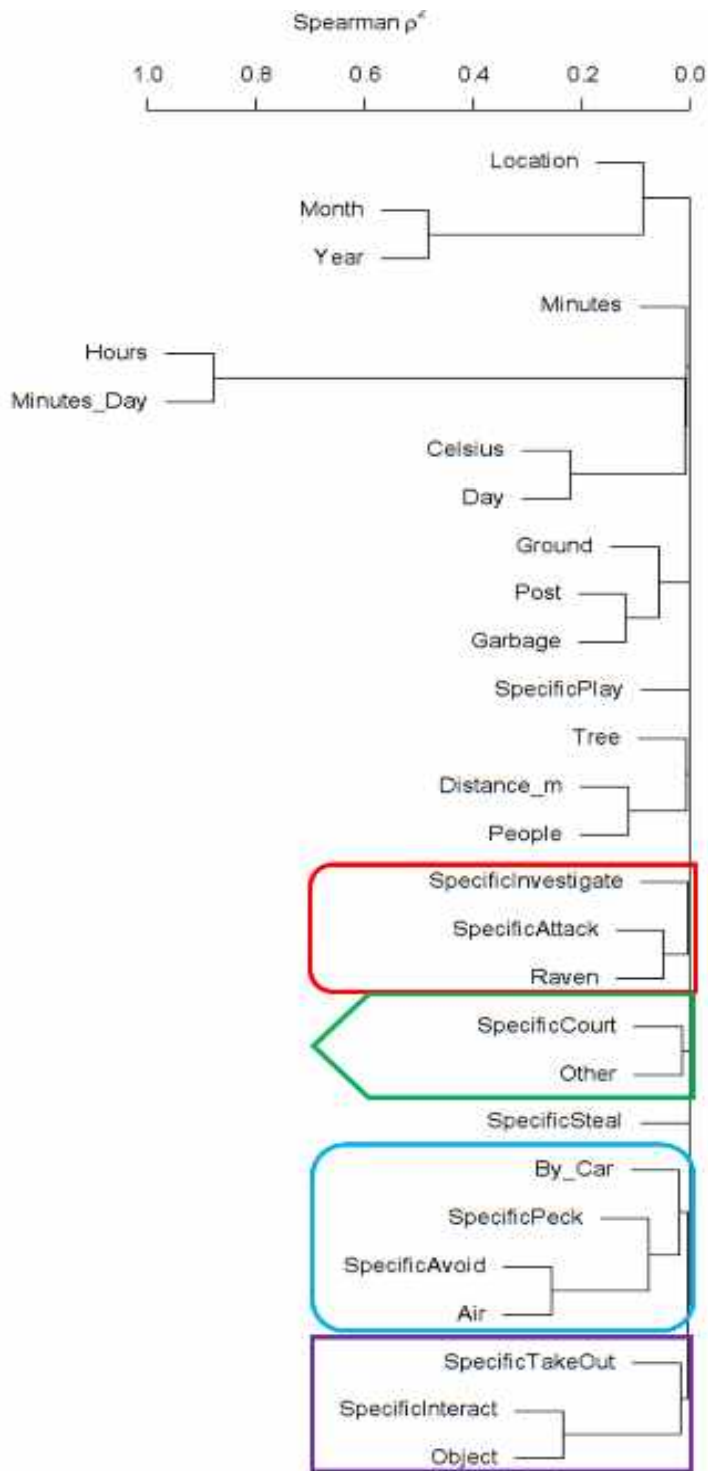 Spearman ρ²
1.0 0.8 0.6 0.4 0.2 0.0
Location
Month
Year
Minutes
Hours
Minutes_Day
Celsius
Day
Ground
Post
Garbage
SpecificPlay
Tree
Distance_m
People
SpecificInvestigate
SpecificAttack
Raven
SpecificCourt
Other
SpecificSteal
By_Car
SpecificPeck
SpecificAvoid
Air
SpecificTakeOut
SpecificInteract
Object